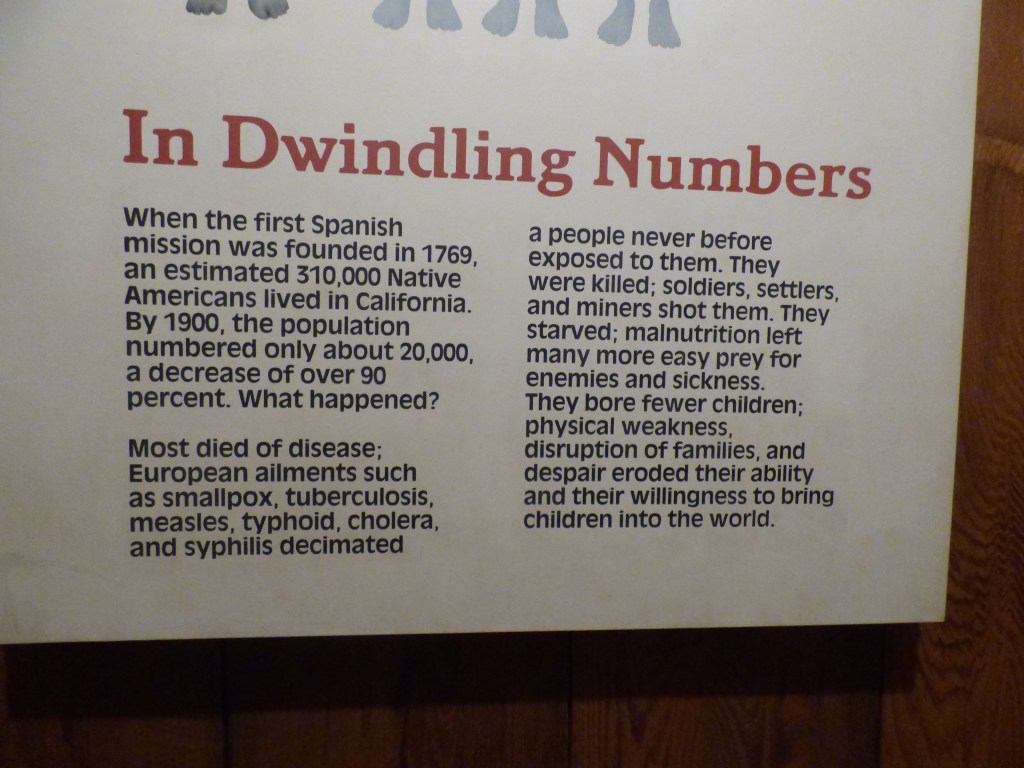 In Dwindling Numbers
When the first Spanish
mission was founded in 1769,
an estimated 310,000 Native
Americans lived in California.
By 1900, the population
numbered only about 20,000,
a decrease of over 90
percent. What happened?
Most died of disease;
European ailments such
as smallpox, tuberculosis,
measles, typhoid, cholera,
and syphilis decimated
a people never before
exposed to them. They
were killed; soldiers, settlers,
and miners shot them. They
starved; malnutrition left
many more easy prey for
enemies and sickness.
They bore fewer children;
physical weakness,
disruption of families, and
despair eroded their ability
and their willingness to bring
children into the world.